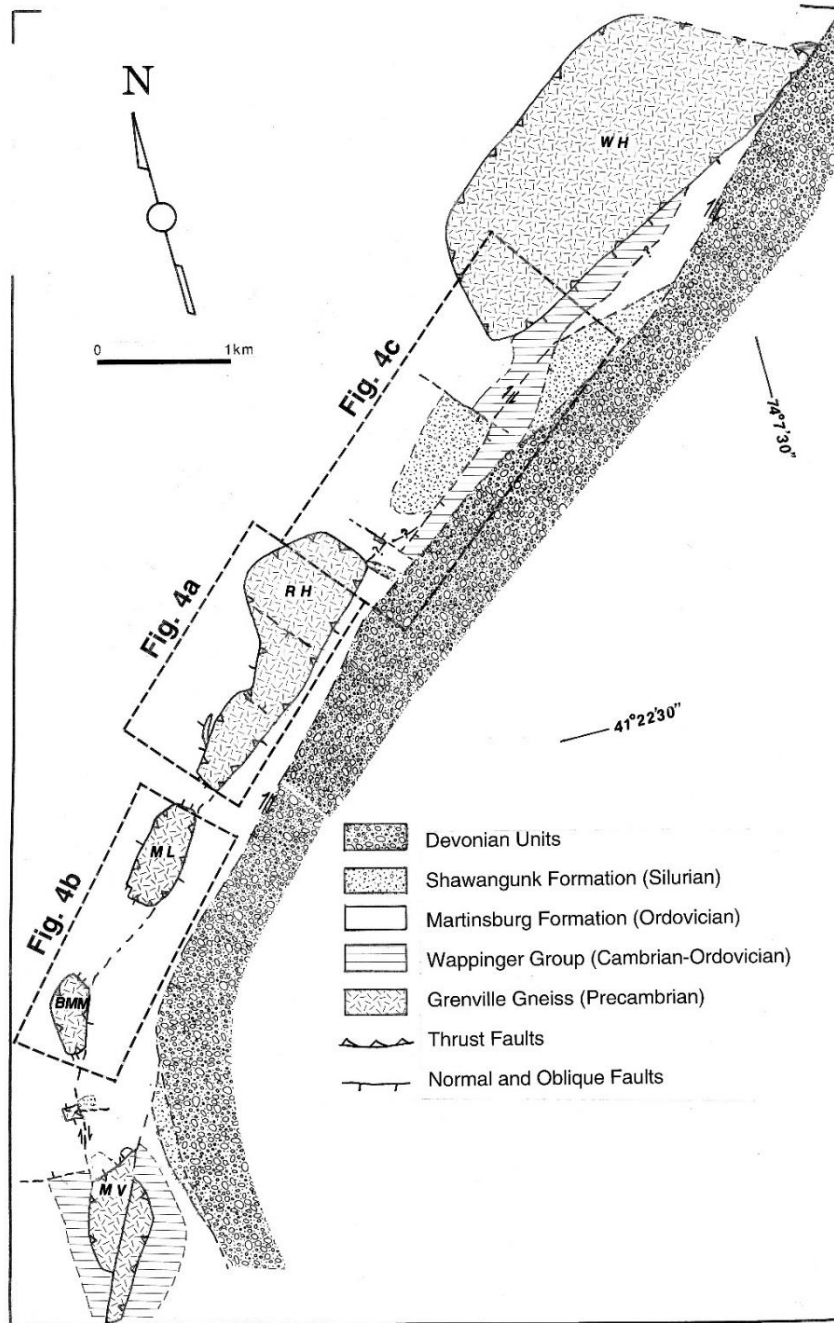 N
0 1km
WH
Fig. 4c
74°7'30"
Fig. 4a
RH
41°22'30"
ML
Fig. 4b
BMM
MV
?
?
?
Devonian Units
Shawangunk Formation (Silurian)
Martinsburg Formation (Ordovician)
Wappinger Group (Cambrian-Ordovician)
Grenville Gneiss (Precambrian)
Thrust Faults
Normal and Oblique Faults